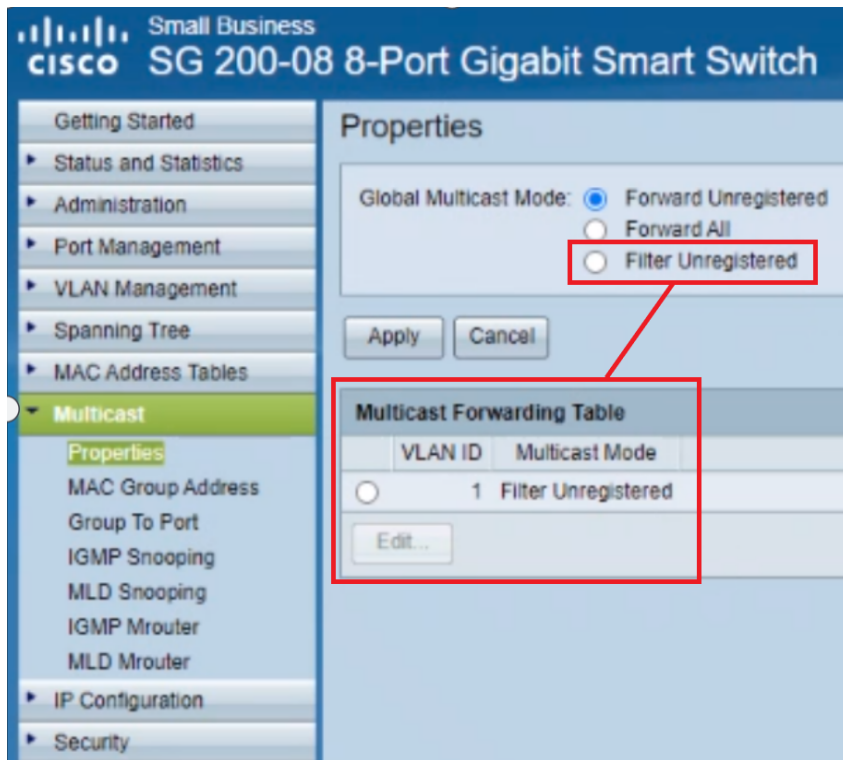 Small Business
CISCO SG 200-08 8-Port Gigabit Smart Switch
Getting Started
Status and Statistics
Administration
Port Management
VLAN Management
Spanning Tree
MAC Address Tables
Multicast
Properties
MAC Group Address
Group To Port
IGMP Snooping
MLD Snooping
IGMP Mrouter
MLD Mrouter
IP Configuration
Security
Properties
Global Multicast Mode: Forward Unregistered
Forward All
Filter Unregistered
Apply Cancel
Multicast Forwarding Table
VLAN ID Multicast Mode
1 Filter Unregistered
Edit...